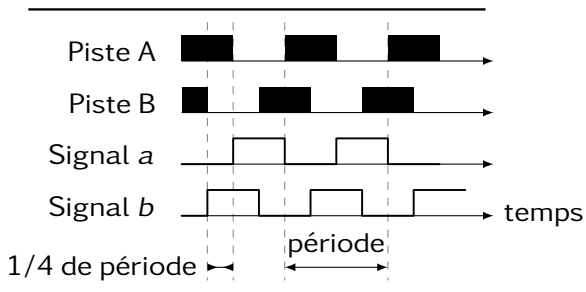 Piste A
Piste B
Signal a
Signal b
temps
période
1/4 de période